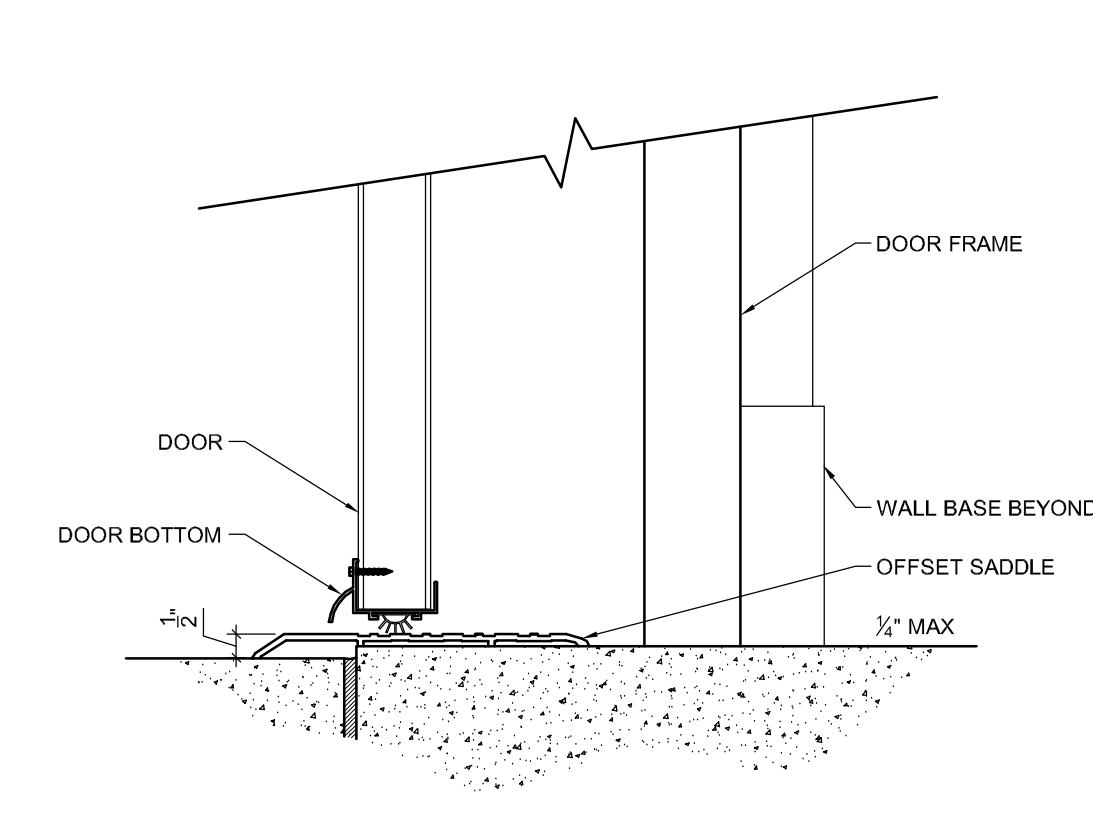 DOOR FRAME
DOOR
WALL BASE BEYOND
DOOR BOTTOM
OFFSET SADDLE
1/2"
1/4" MAX